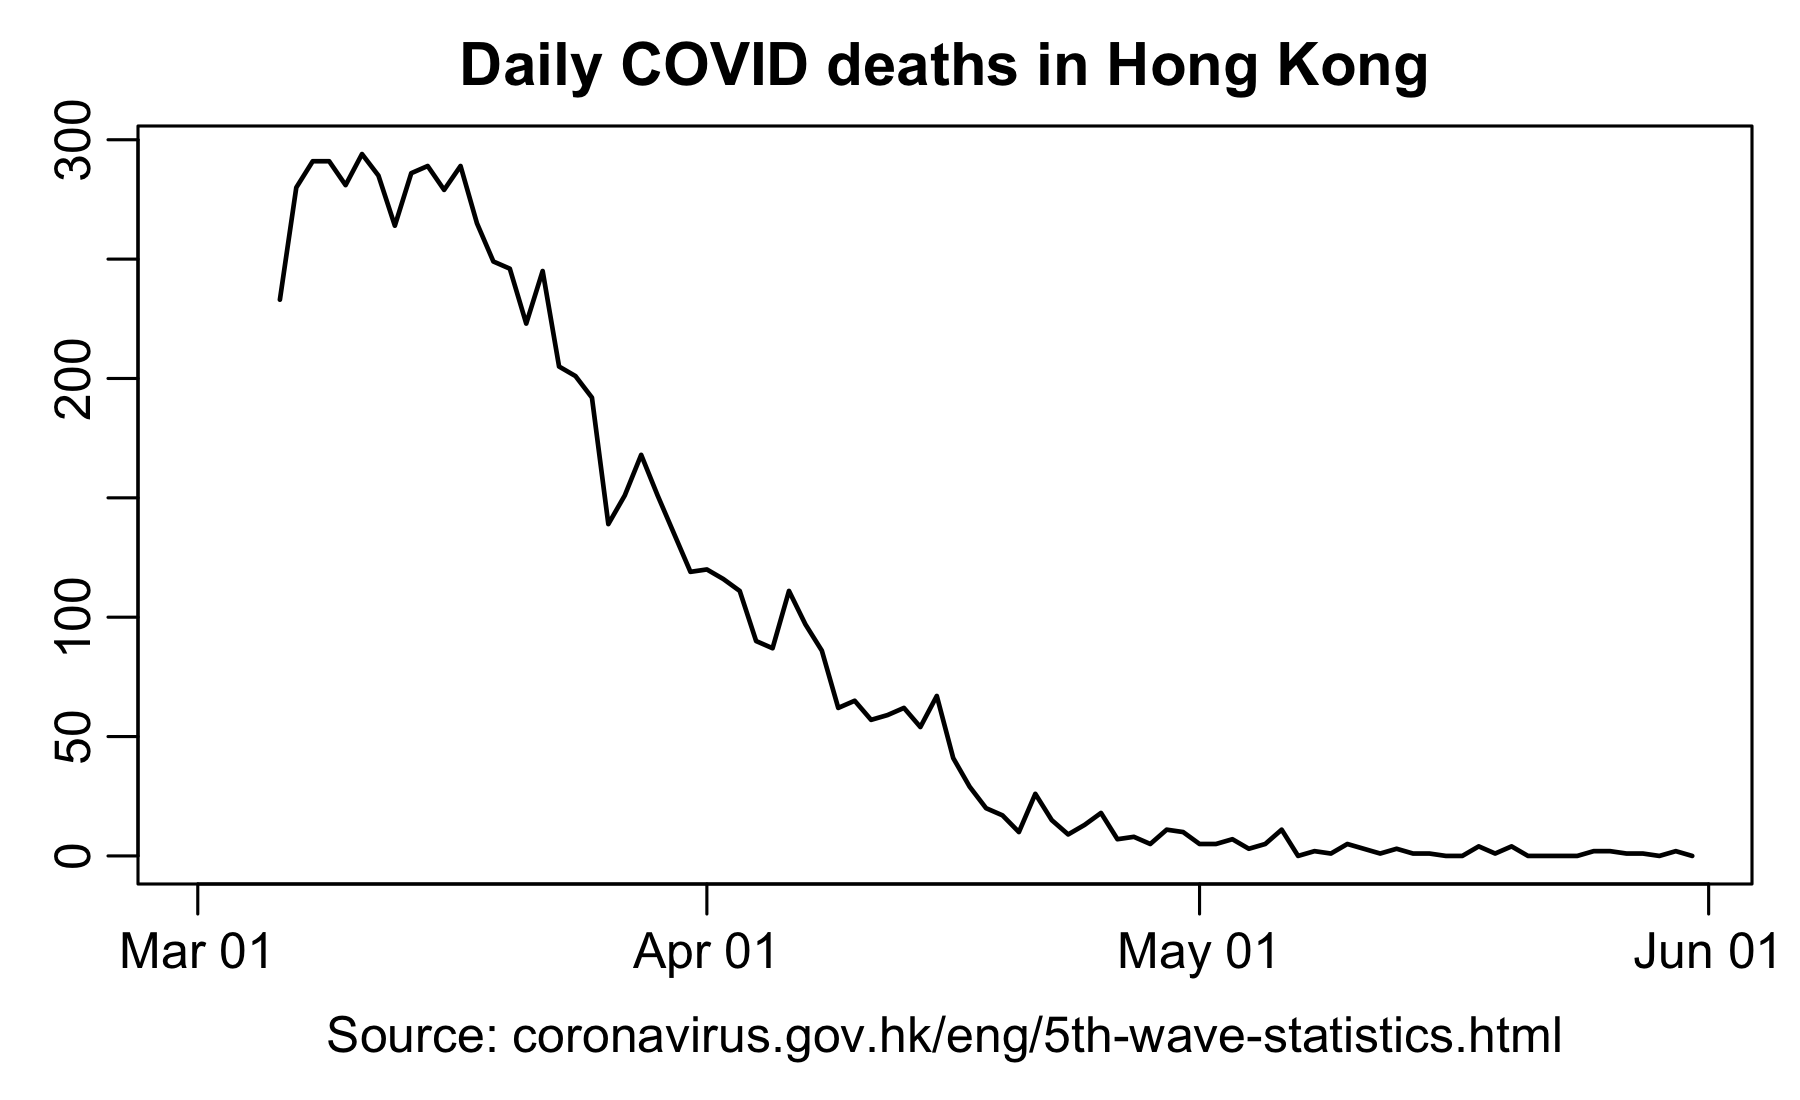 Daily COVID deaths in Hong Kong
300
200
100
50
0
Mar 01 Apr 01 May 01 Jun 01
Source: coronavirus.gov.hk/eng/5th-wave-statistics.html